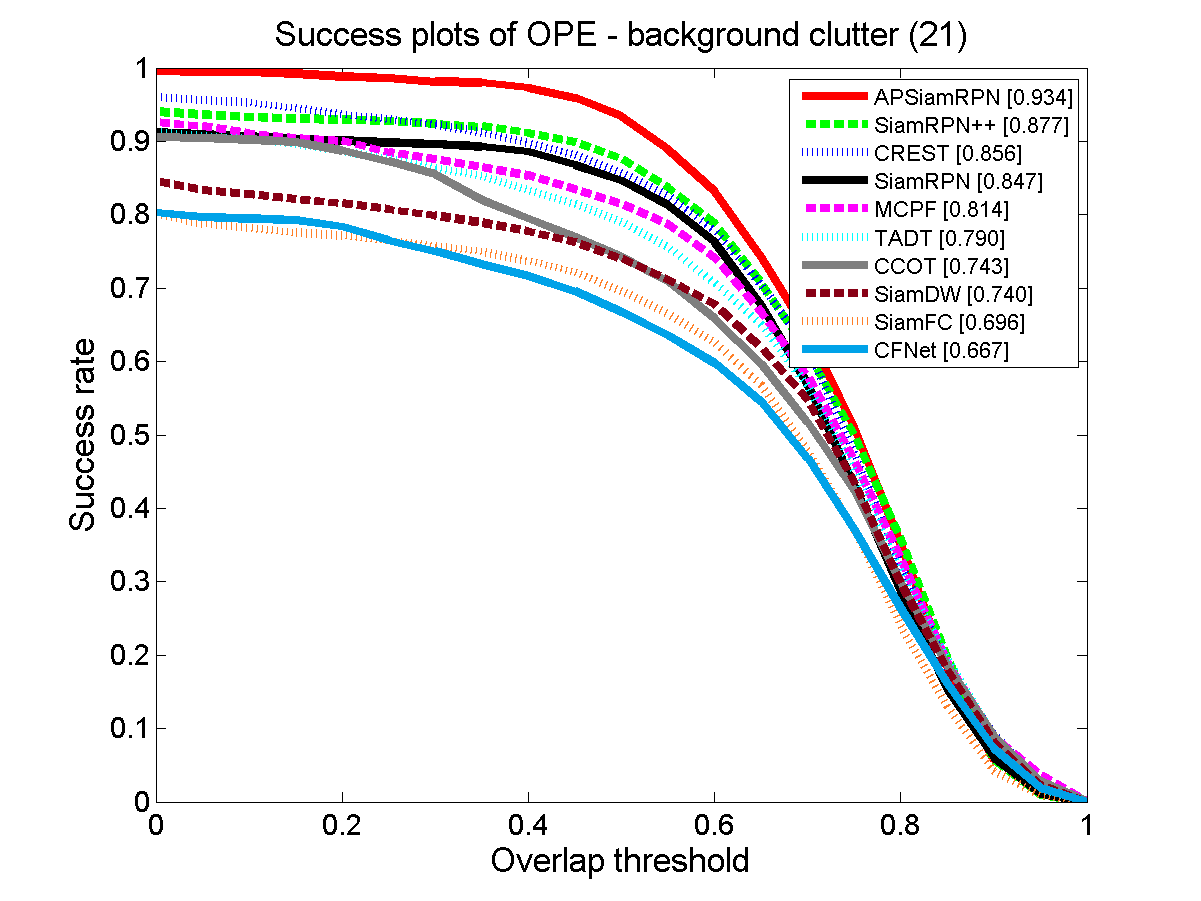 Success plots of OPE - background clutter (21)
1
0.9
0.8
0.7
0.6
0.5
0.4
0.3
0.2
0.1
0
Success rate
APSiamRPN [0.934]
SiamRPN++ [0.877]
CREST [0.856]
SiamRPN [0.847]
MCPF [0.814]
TADT [0.790]
CCOT [0.743]
SiamDW [0.740]
SiamFC [0.696]
CFNet [0.667]
0 0.2 0.4 0.6 0.8 1
Overlap threshold